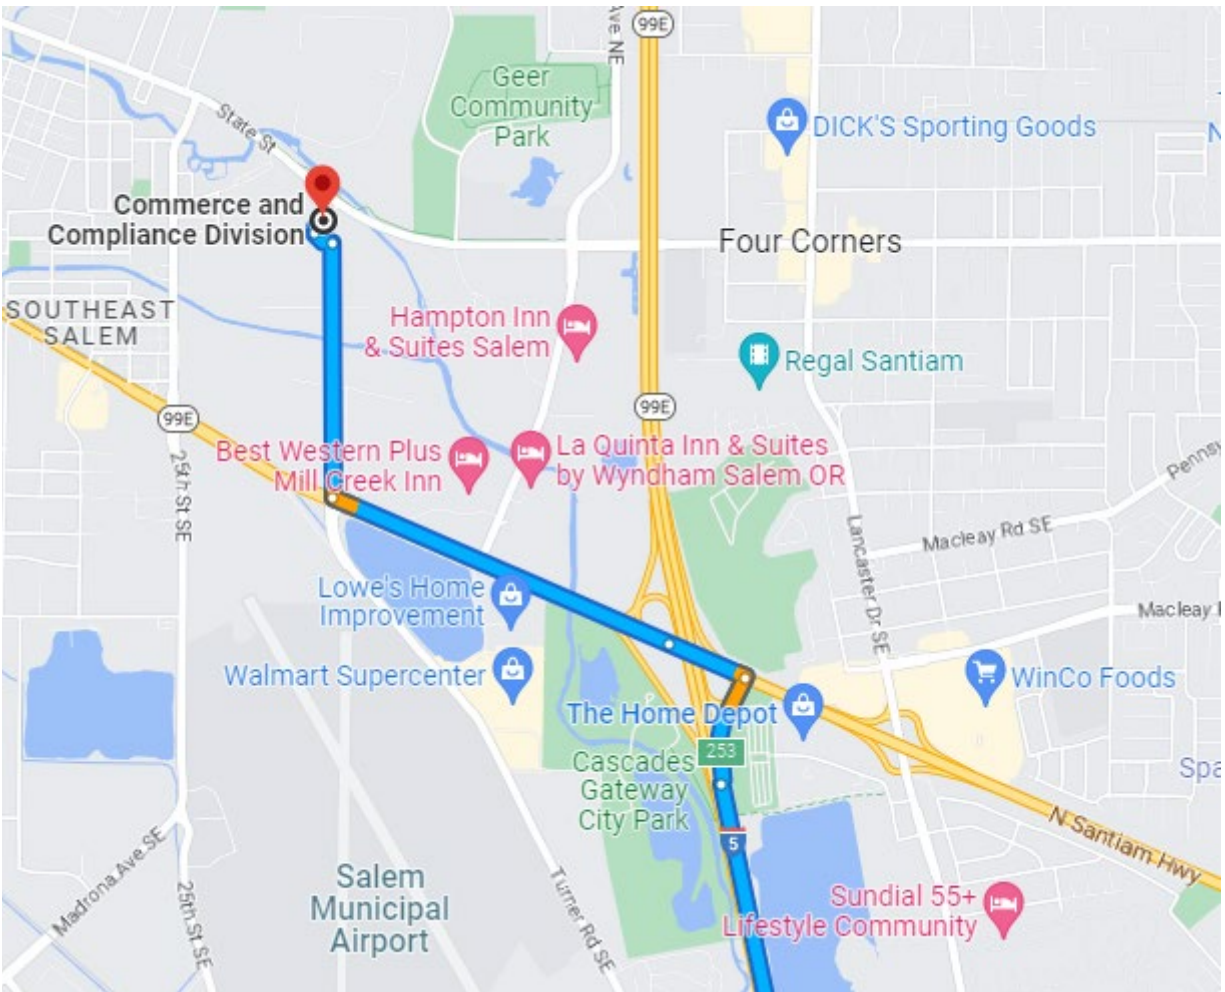 Ave NE
99E
Geer
Community
Park
State St
DICK'S Sporting Goods
N
Commerce and
Compliance Division
Four Corners
SOUTHEAST
SALEM
Hampton Inn
& Suites Salem
Regal Santiam
99E
99E
25th St SE
Best Western Plus
Mill Creek Inn
La Quinta Inn & Suites
by Wyndham Salem OR
Pennsy
Lancaster Dr SE
Macleay Rd SE
Macleay
Lowe's Home
Improvement
Walmart Supercenter
WinCo Foods
The Home Depot
253
Cascades
Gateway
City Park
Spa
5
N Santiam Hwy
Madrona Ave SE
25th St SE
Salem
Municipal
Airport
Turner Rd SE
Sundial 55+
Lifestyle Community